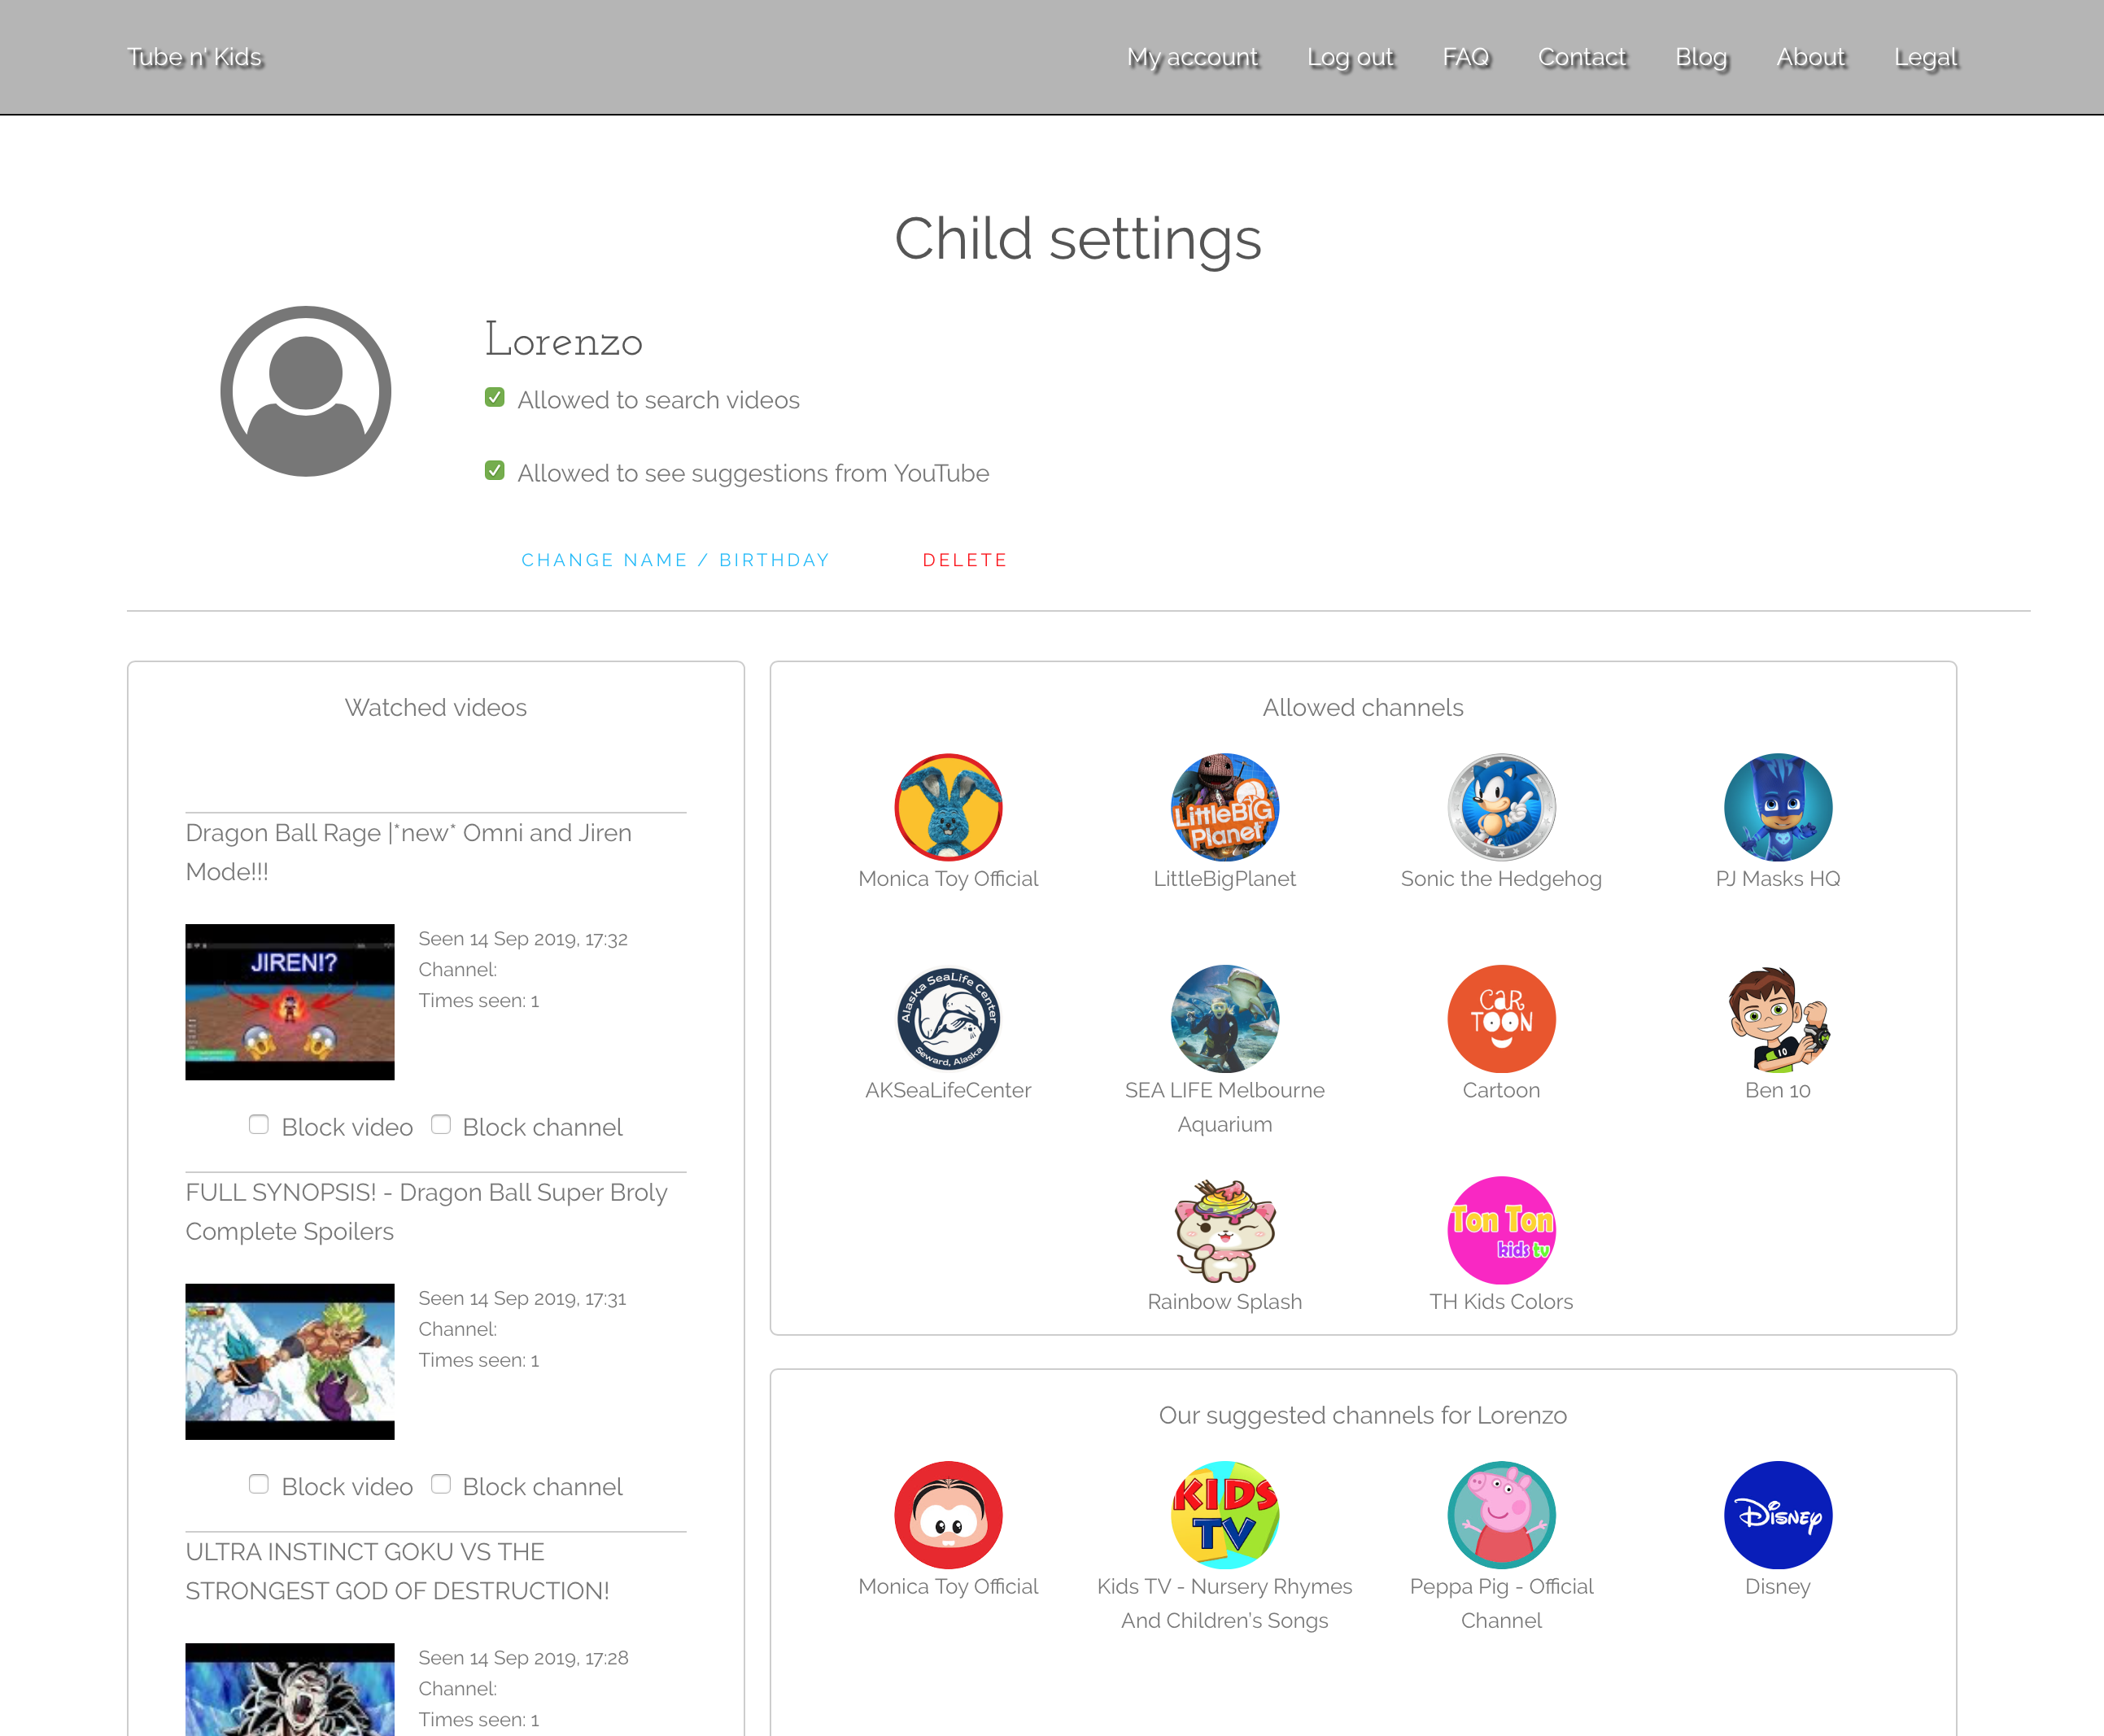 Tube n' Kids
My account
Log out
FAQ
Contact
Blog
About
Legal
Child settings
Lorenzo
Allowed to search videos
Allowed to see suggestions from YouTube
CHANGE NAME / BIRTHDAY
DELETE
Watched videos
Dragon Ball Rage |*new* Omni and Jiren
Mode!!!
JIREN!?
Seen 14 Sep 2019, 17:32
Channel:
Times seen: 1
Block video
Block channel
FULL SYNOPSIS! - Dragon Ball Super Broly
Complete Spoilers
Seen 14 Sep 2019, 17:31
Channel:
Times seen: 1
Block video
Block channel
ULTRA INSTINCT GOKU VS THE
STRONGEST GOD OF DESTRUCTION!
Seen 14 Sep 2019, 17:28
Channel:
Times seen: 1
Allowed channels
Monica Toy Official
LittleBIG
Planet
LittleBigPlanet
Sonic the Hedgehog
PJ Masks HQ
Alaska SeaLife Center
Seward, Alaska
AKSeaLifeCenter
SEA LIFE Melbourne
Aquarium
CaR
TOON
Cartoon
10
Ben 10
Rainbow Splash
Ton Ton
kids tv
TH Kids Colors
Our suggested channels for Lorenzo
Monica Toy Official
KIDS
TV
Kids TV - Nursery Rhymes
And Children's Songs
Peppa Pig - Official
Channel
Disney
Disney